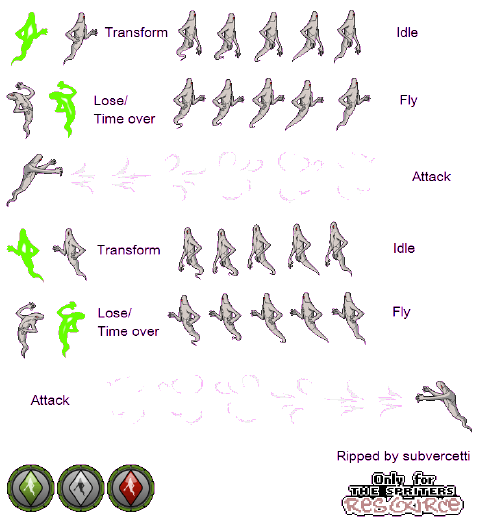 Transform
Idle
Lose/
Time over
Fly
Attack
Transform
Idle
Lose/
Time over
Fly
Attack
Ripped by subvercetti
Only for
THE SPRITERS
RESOURCE